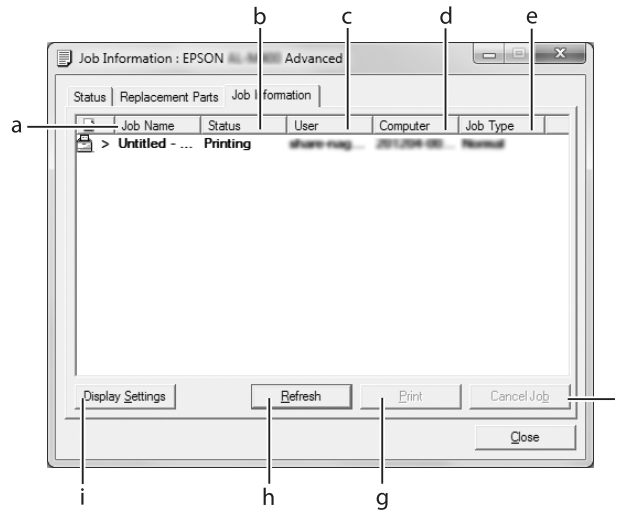 b c d e
Job Information : EPSON Advanced
Status Replacement Parts Job Information
a
Job Name Status User Computer Job Type
> Untitled - ... Printing
Display Settings Refresh Print Cancel Job
Close
i h g